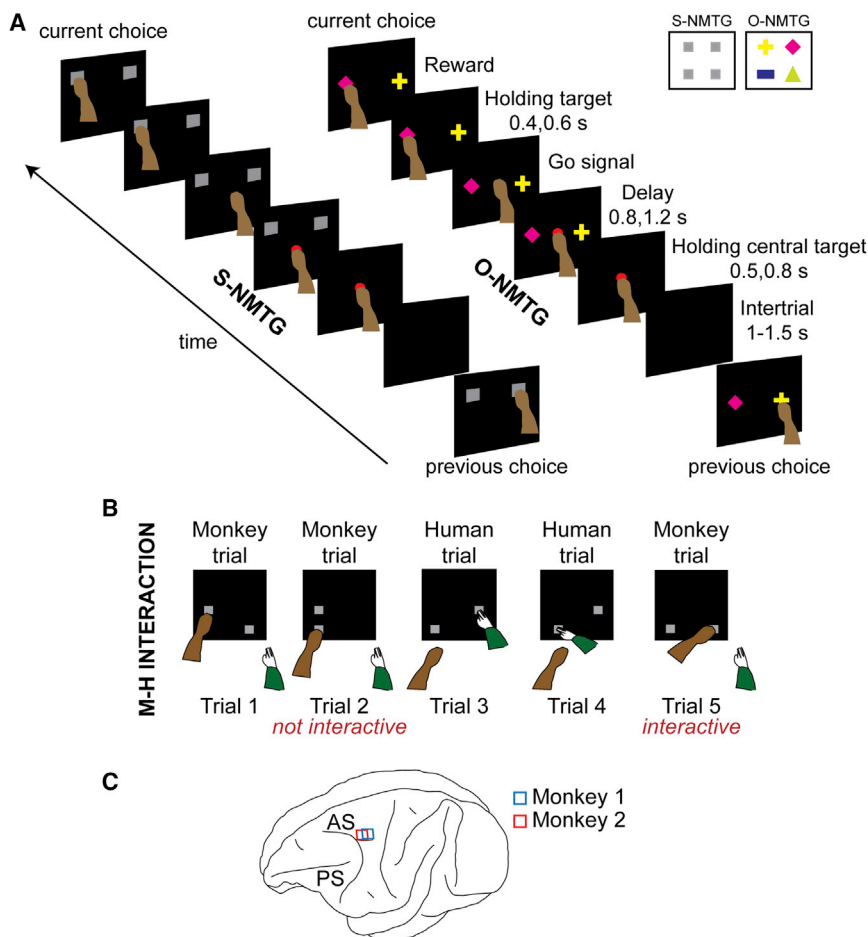 A
current choice
current choice
S-NMTG
O-NMTG
Reward
Holding target
0.4,0.6 s
Go signal
Delay
0.8,1.2 s
Holding central target
0.5,0.8 s
Intertrial
1-1.5 s
S-NMTG
O-NMTG
time
previous choice
previous choice
B
M-H INTERACTION
Monkey
trial
Monkey
trial
Human
trial
Human
trial
Monkey
trial
Trial 1
Trial 2
Trial 3
Trial 4
Trial 5
not interactive
interactive
C
AS
PS
Monkey 1
Monkey 2